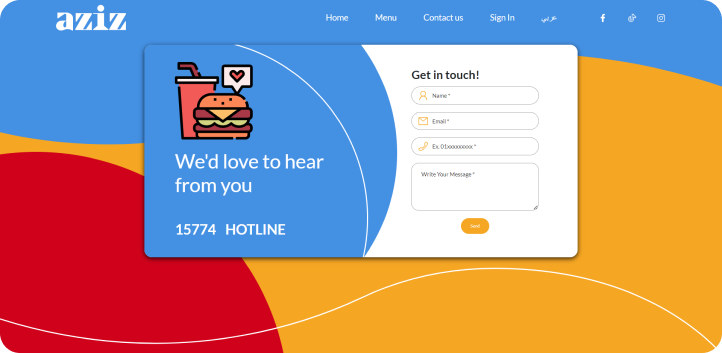 aziz
Home
Menu
Contact us
Sign In
عربي
We'd love to hear
from you
15774 HOTLINE
Get in touch!
Name *
Email *
Ex. 01xxxxxxxxx *
Write Your Message *
Send